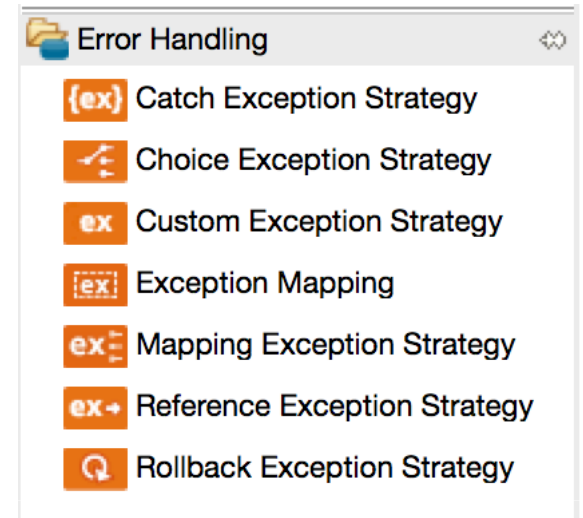 Error Handling
{ex} Catch Exception Strategy
Choice Exception Strategy
ex Custom Exception Strategy
ex Exception Mapping
ex Mapping Exception Strategy
ex Reference Exception Strategy
Rollback Exception Strategy